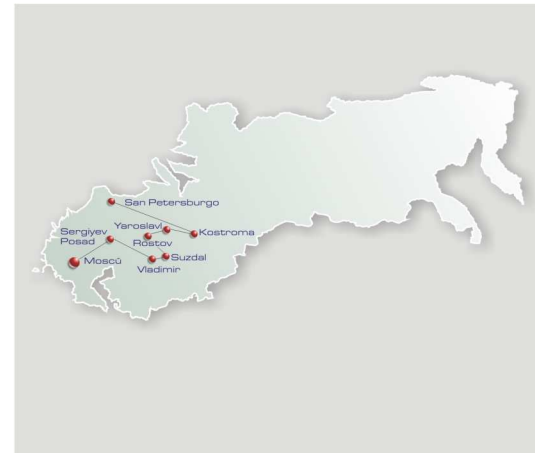 San Petersburgo
Yaroslavl
Kostroma
Sergiyev
Posad
Rostov
Moscú
Suzdal
Vladimir